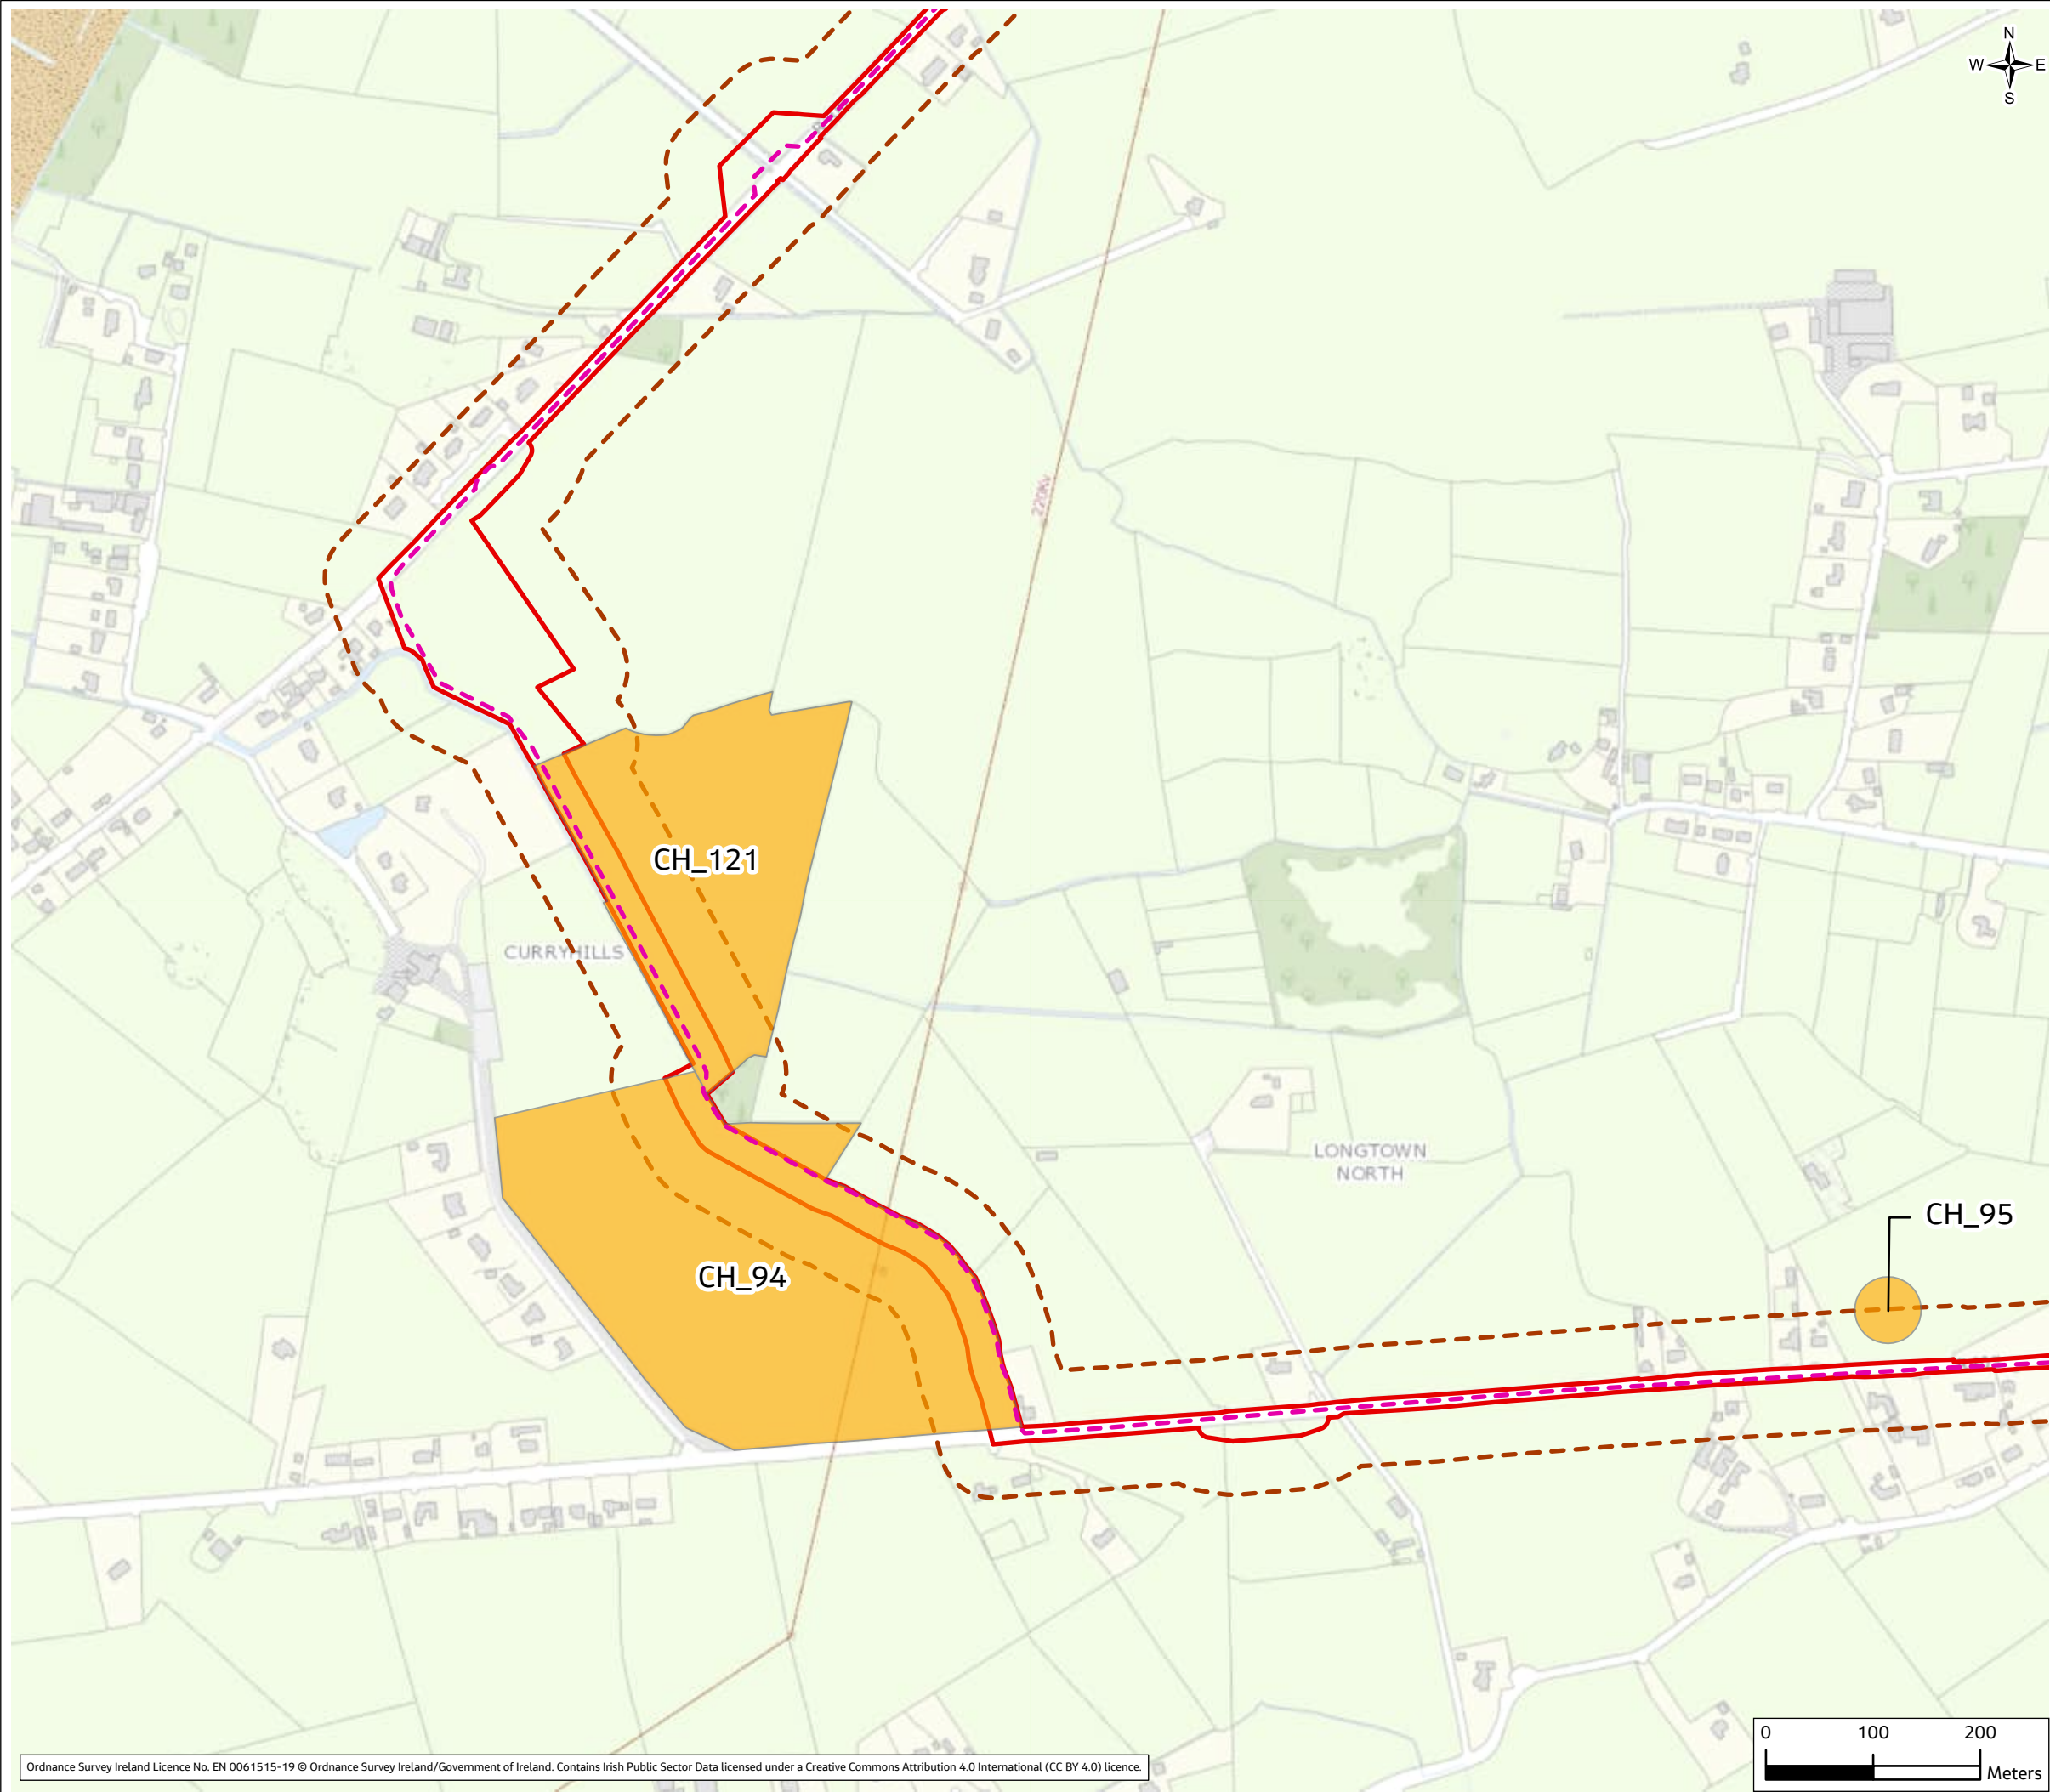 N
W E
S
220Kv
CH_121
CURRYHILLS
LONGTOWN
NORTH
CH_95
CH_94
0 100 200
Meters
Ordnance Survey Ireland Licence No. EN 0061515-19 © Ordnance Survey Ireland/Government of Ireland. Contains Irish Public Sector Data licensed under a Creative Commons Attribution 4.0 International (CC BY 4.0) licence.